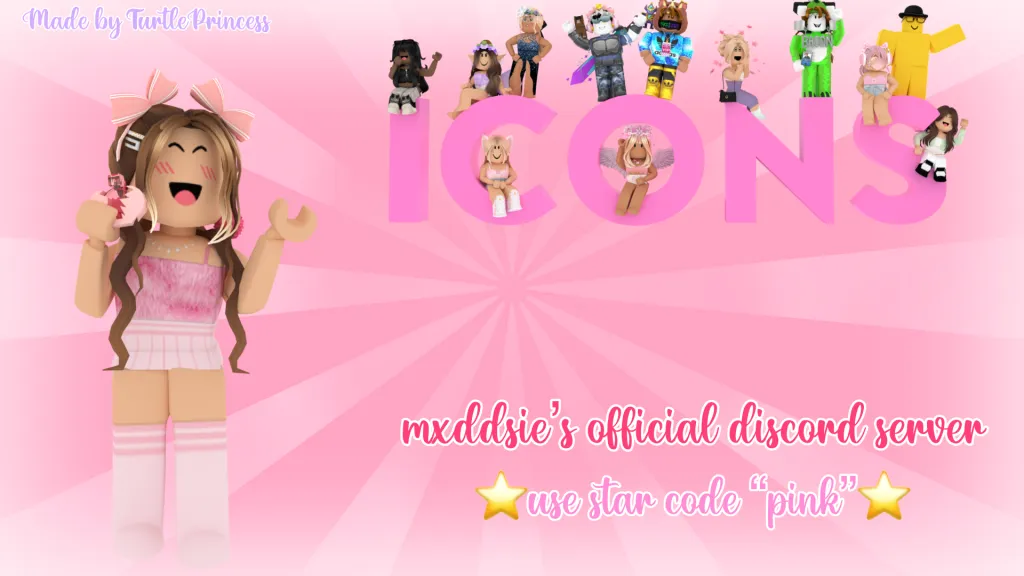 Made by TurtlePrincess
ICONS
mxddsie's official discord server
⭐use star code “pink”⭐